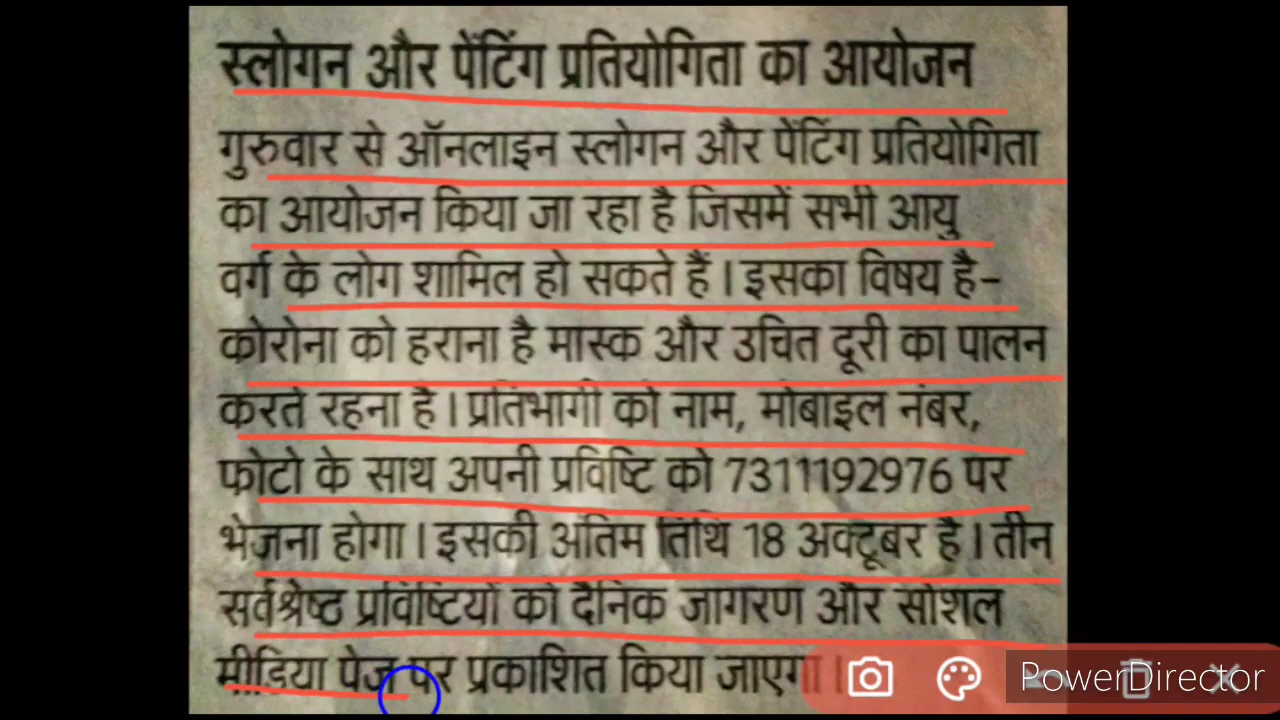 स्लोगन और पेंटिंग प्रतियोगिता का आयोजन
गुरुवार से ऑनलाइन स्लोगन और पेंटिंग प्रतियोगिता
का आयोजन किया जा रहा है जिसमें सभी आयु
वर्ग के लोग शामिल हो सकते हैं । इसका विषय है-
कोरोना को हराना है मास्क और उचित दूरी का पालन
करते रहना है । प्रतिभागी को नाम, मोबाइल नंबर,
फोटो के साथ अपनी प्रविष्टि को 7311192976 पर
भेजना होगा । इसकी अंतिम तिथि 18 अक्टूबर है । तीन
सर्वश्रेष्ठ प्रविष्टियों को दैनिक जागरण और सोशल
मीडिया पेज पर प्रकाशित किया जाएगा ।
PowerDirector